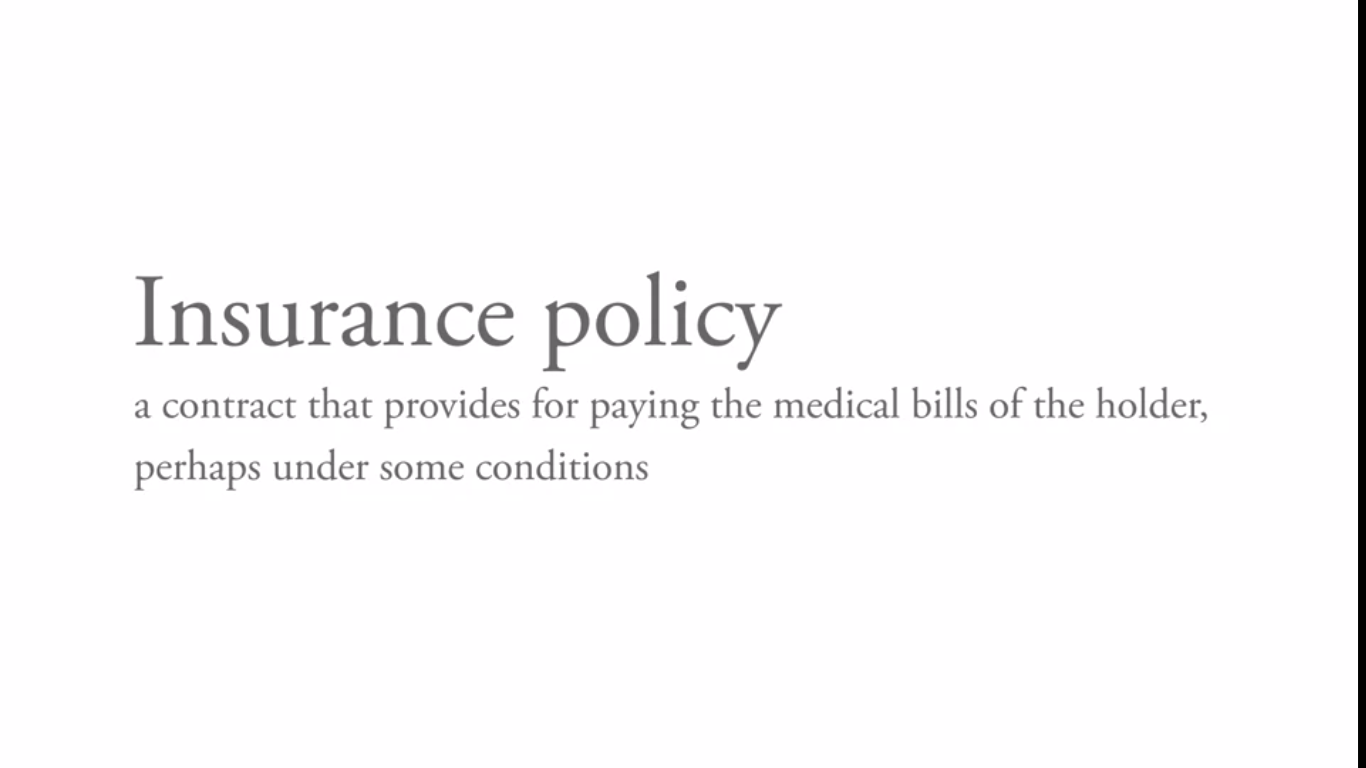 Insurance policy
a contract that provides for paying the medical bills of the holder,
perhaps under some conditions